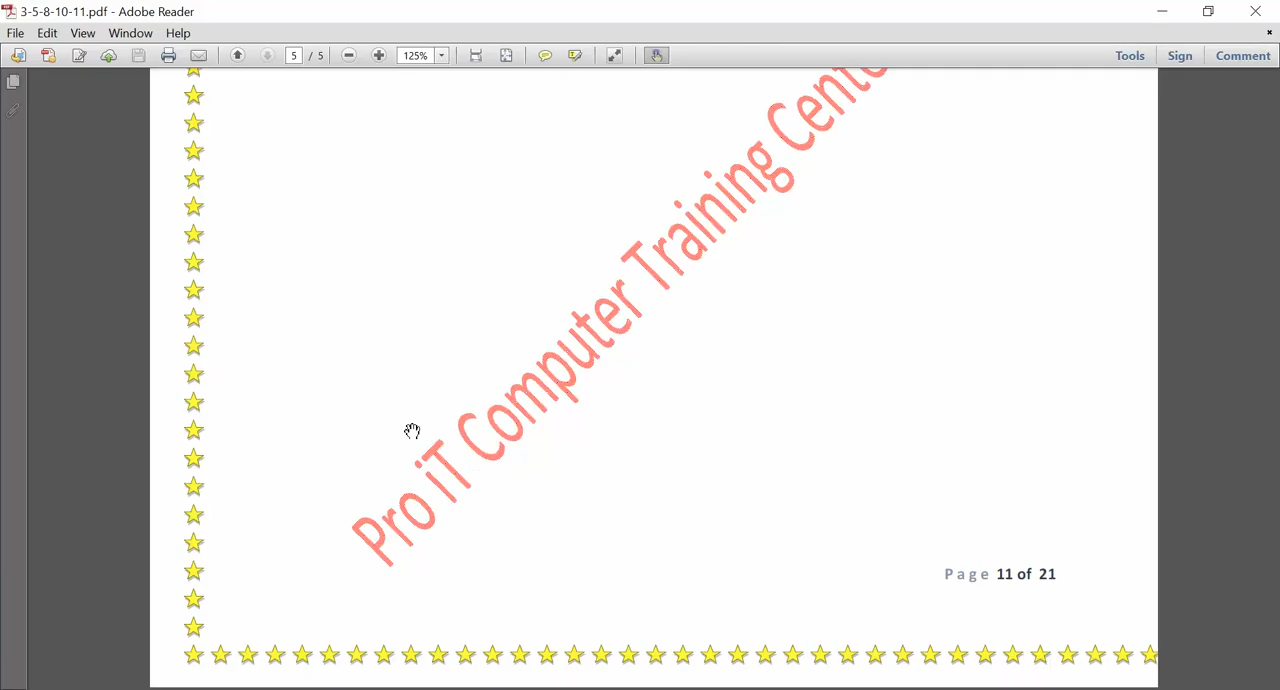 3-5-8-10-11.pdf - Adobe Reader
File Edit View Window Help
5 / 5 125% Tools Sign Comment
Pro iT Computer Training Cente
Page 11 of 21